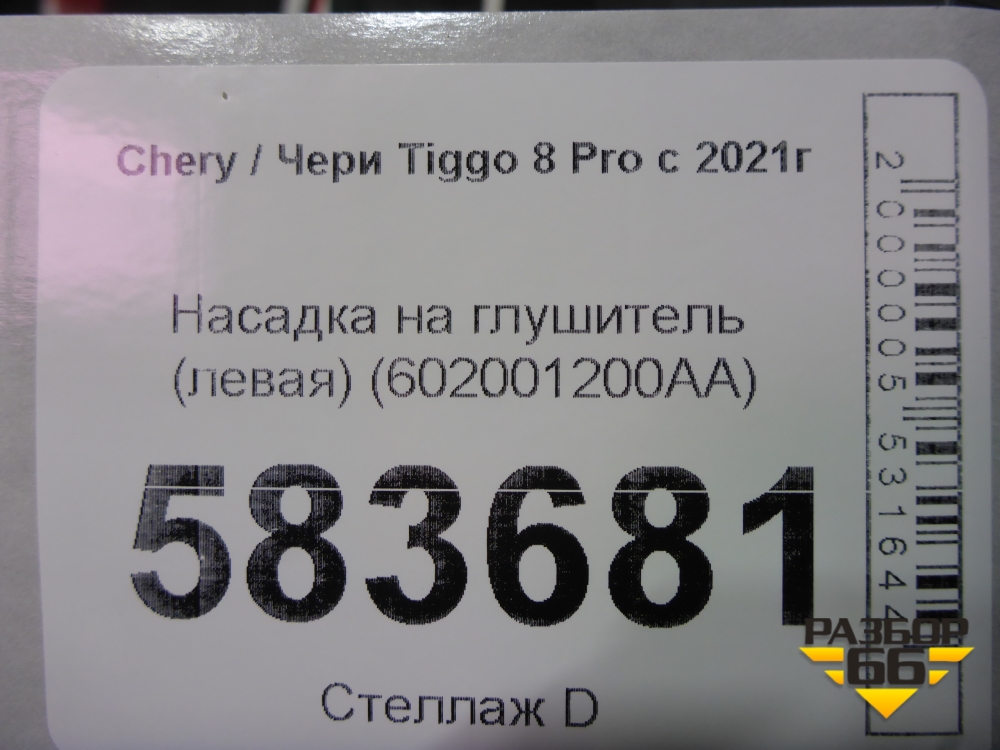 Chery / Чери Tiggo 8 Pro с 2021г
Насадка на глушитель
(левая) (602001200AA)
583681
Стеллаж D
2000005531644
РАЗБОР
66